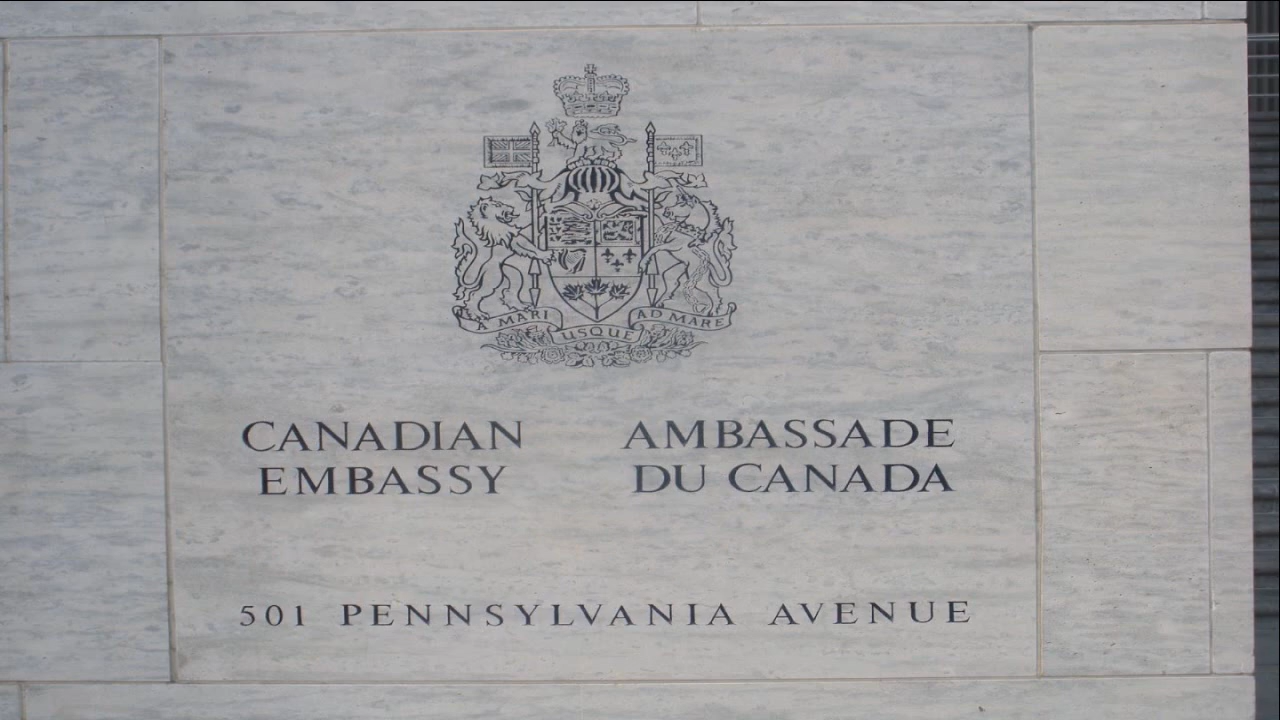 A MARI USQUE AD MARE
CANADIAN
EMBASSY
AMBASSADE
DU CANADA
501 PENNSYLVANIA AVENUE